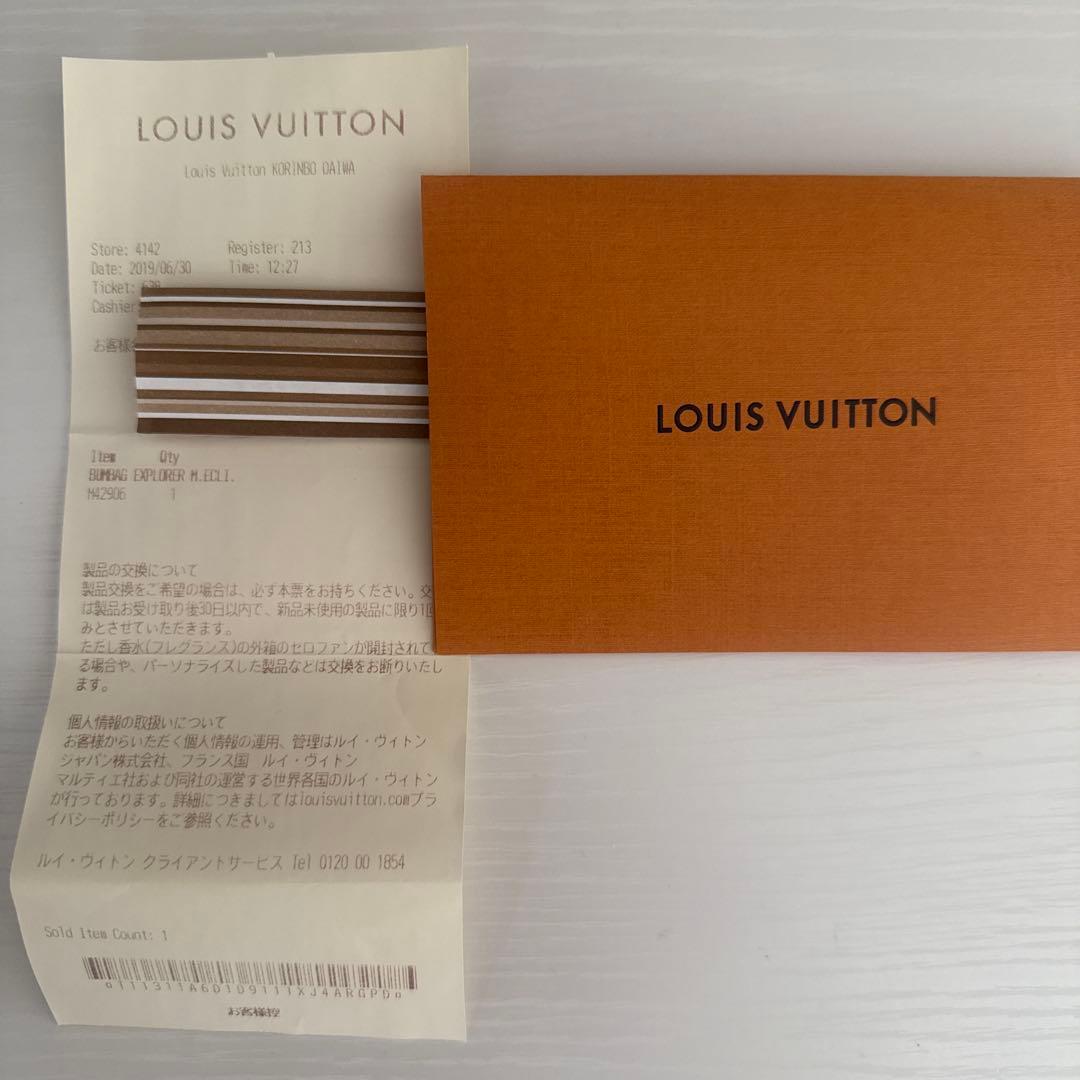 LOUIS VUITTON
Louis Vuitton KORINBO DAIWA
Store: 4142 Register: 213
Date: 2019/06/30 Time: 12:27
Ticket:
Cashier
お客様
LOUIS VUITTON
Item Qty
BUMBAG EXPLORER M.ECLI.
M42906 1
製品の交換について
製品交換をご希望の場合は、必ず本票をお持ちください。交
は製品お受け取り後30日以内で、新品未使用の製品に限り1回
みとさせていただきます。
ただし香水(フレグランス)の外箱のセロファンが開封されて
る場合や、パーソナライズした製品などは交換をお断りいたし
ます。
個人情報の取扱いについて
お客様からいただく個人情報の運用、管理はルイ・ヴィトン
ジャパン株式会社、フランス国 ルイ・ヴィトン
マルティエ社および同社の運営する世界各国のルイ・ヴィトン
が行っております。詳細につきましてはlouisvuitton.comプラ
イバシーポリシーをご参照ください。
ルイ・ヴィトン クライアントサービス Tel 0120 00 1854
Sold Item Count: 1
o111311A6D1D9111XJ4ARGPDo